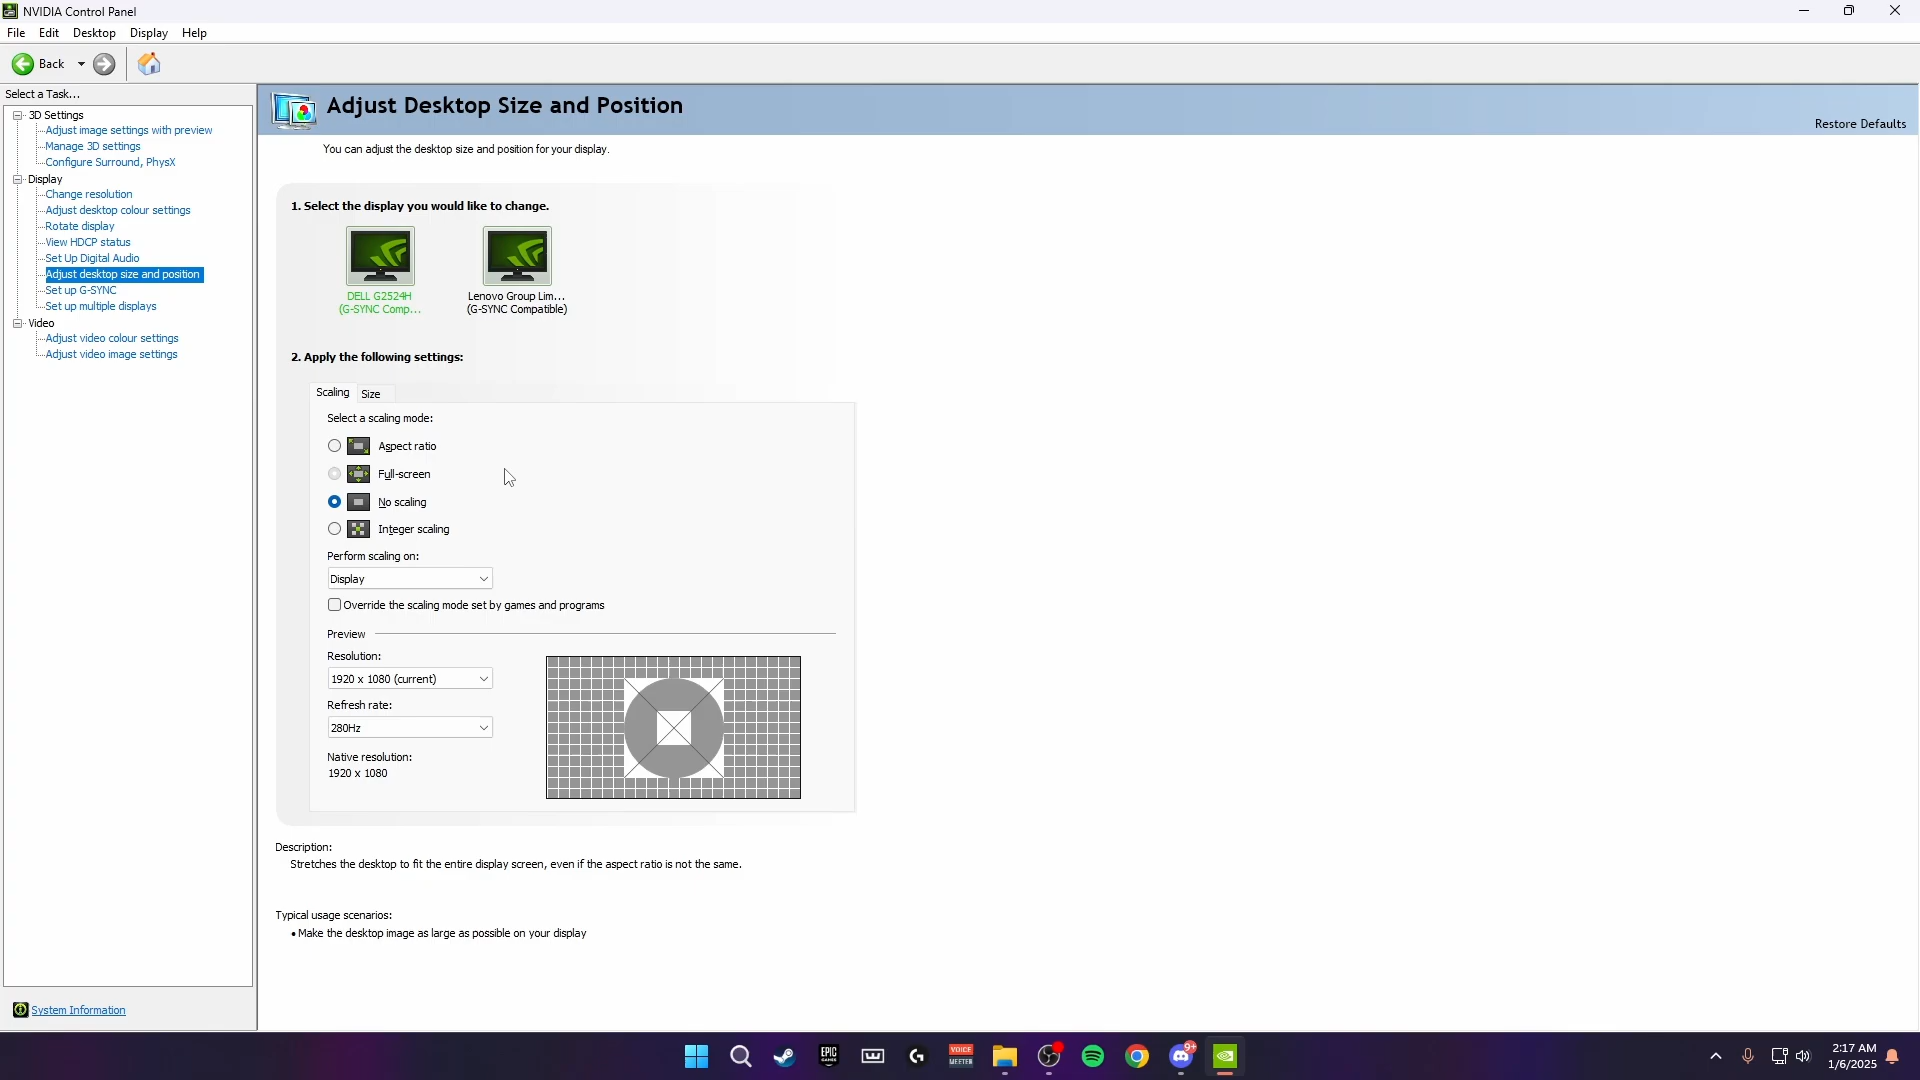 NVIDIA Control Panel
File Edit Desktop Display Help
Back
Select a Task...
3D Settings
Adjust image settings with preview
Manage 3D settings
Configure Surround, PhysX
Display
Change resolution
Adjust desktop colour settings
Rotate display
View HDCP status
Set Up Digital Audio
Adjust desktop size and position
Set up G-SYNC
Set up multiple displays
Video
Adjust video colour settings
Adjust video image settings
System Information
Adjust Desktop Size and Position
Restore Defaults
You can adjust the desktop size and position for your display.
1. Select the display you would like to change.
DELL G2524H
(G-SYNC Comp...
Lenovo Group Lim...
(G-SYNC Compatible)
2. Apply the following settings:
Scaling Size
Select a scaling mode:
Aspect ratio
Full-screen
No scaling
Integer scaling
Perform scaling on:
Display
Override the scaling mode set by games and programs
Preview
Resolution:
1920 x 1080 (current)
Refresh rate:
280Hz
Native resolution:
1920 x 1080
Description:
Stretches the desktop to fit the entire display screen, even if the aspect ratio is not the same.
Typical usage scenarios:
• Make the desktop image as large as possible on your display
EPIC
GAMES
VOICE
MEETER
9+
2:17 AM
1/6/2025